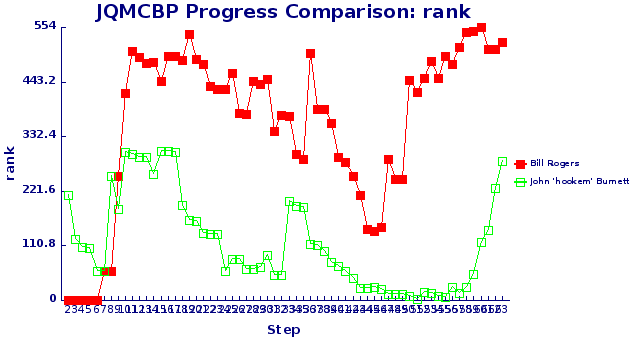 JQMCBP Progress Comparison: rank
554
443.2
332.4
221.6
110.8
0
rank
Bill Rogers
John 'hookem' Burnett
Step